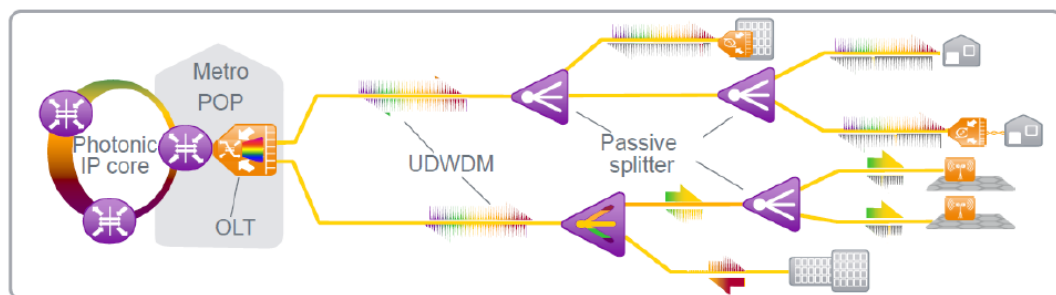 Metro
POP
Photonic
IP core
OLT
UDWDM
Passive
splitter